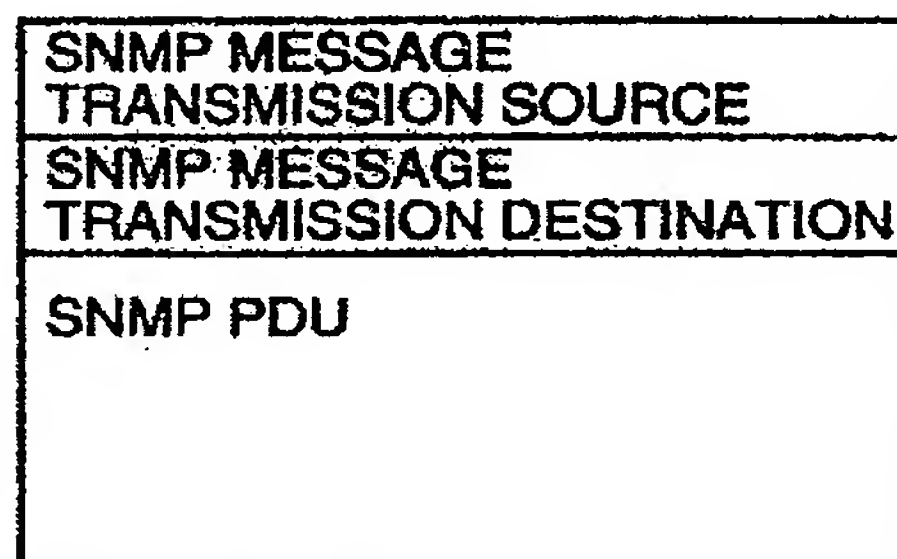 SNMP MESSAGE
TRANSMISSION SOURCE
SNMP MESSAGE
TRANSMISSION DESTINATION
SNMP PDU